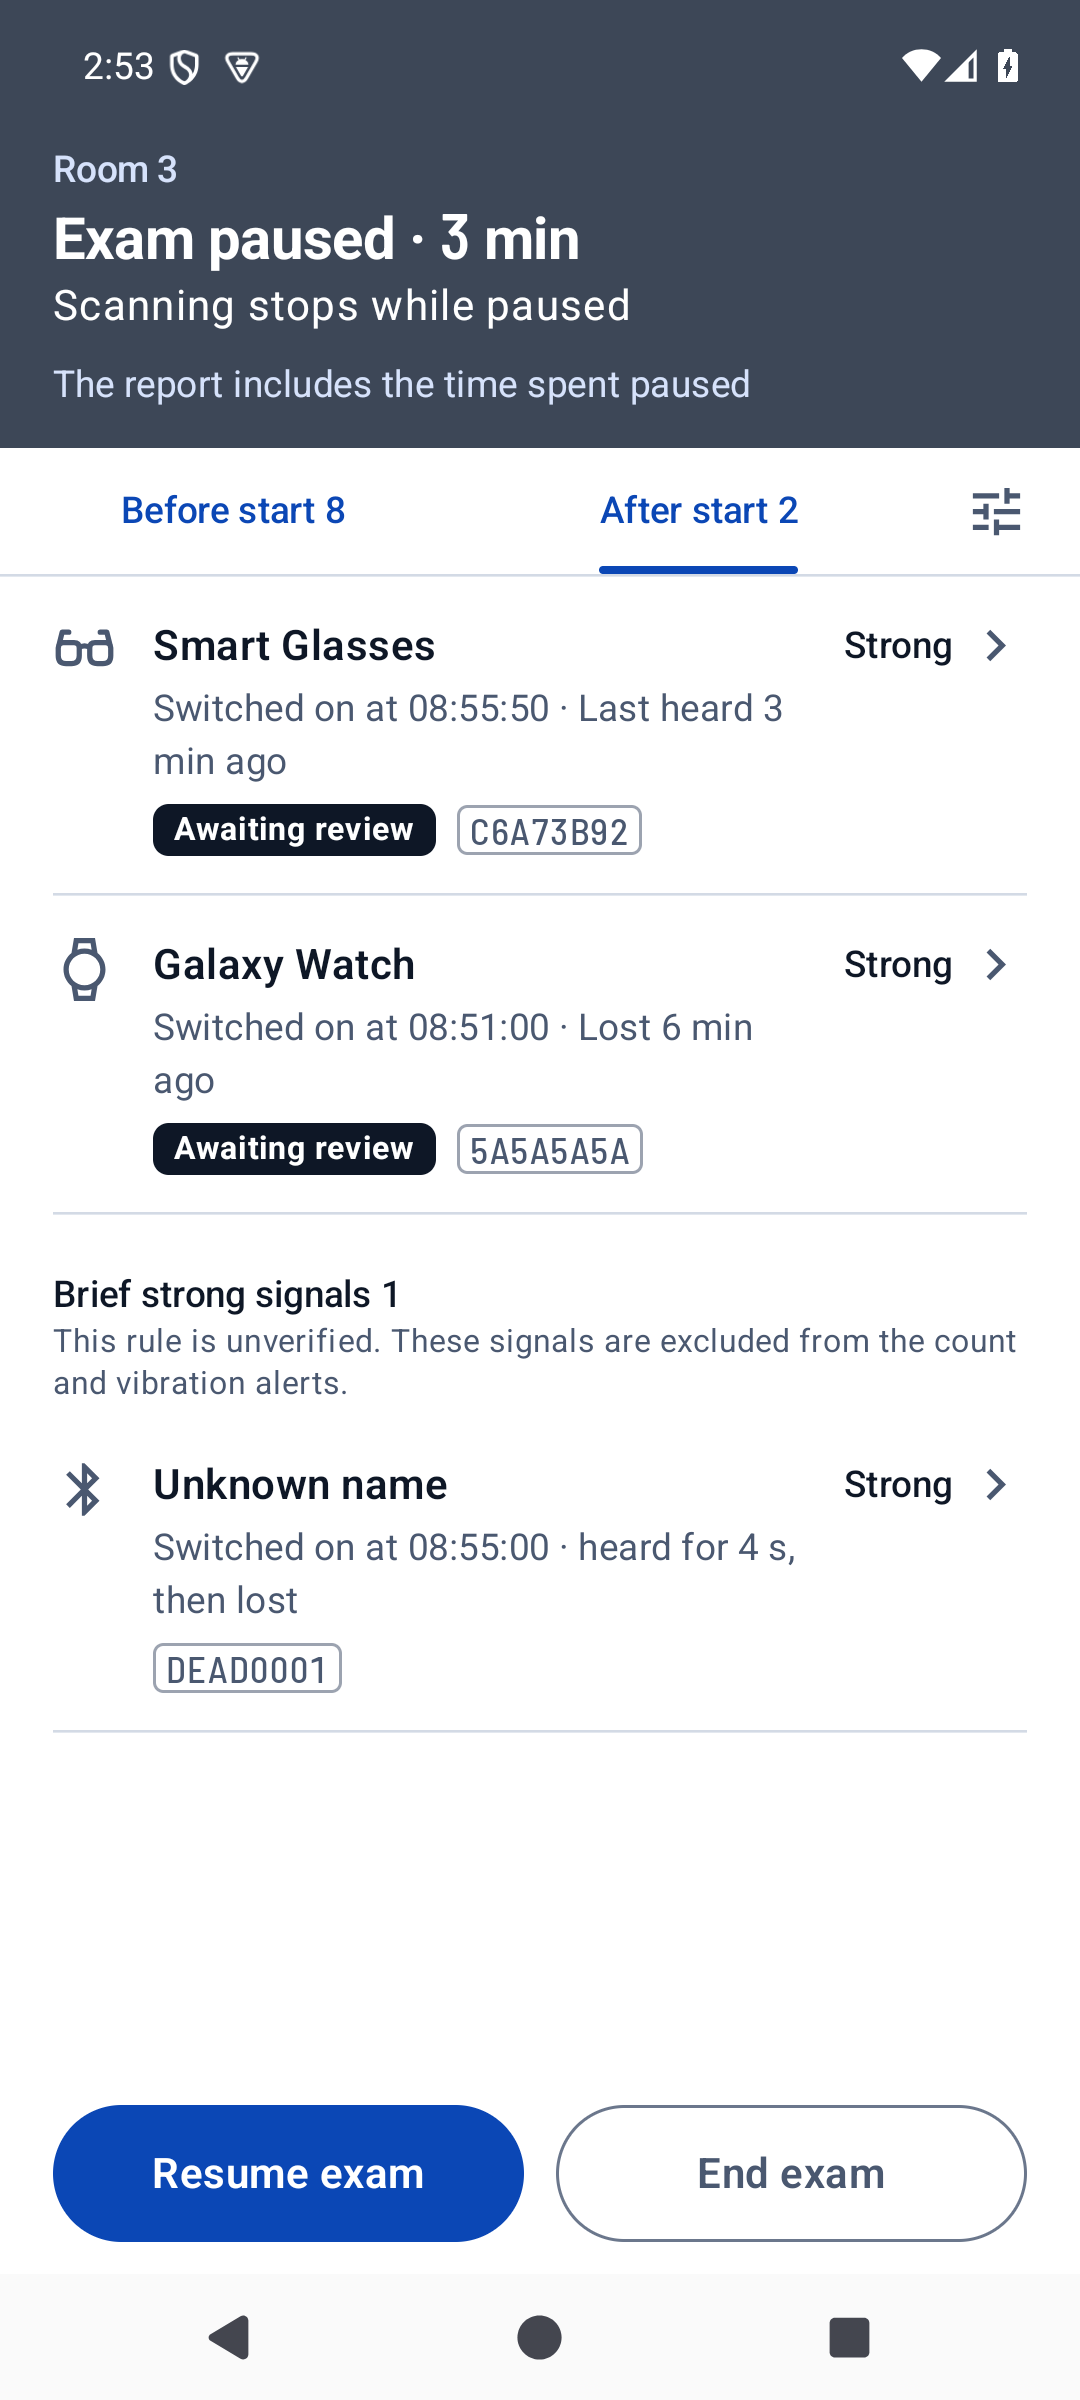 2:53
Room 3
Exam paused · 3 min
Scanning stops while paused
The report includes the time spent paused
Before start 8
After start 2
Smart Glasses
Strong
Switched on at 08:55:50 · Last heard 3
min ago
Awaiting review
C6A73B92
Galaxy Watch
Strong
Switched on at 08:51:00 · Lost 6 min
ago
Awaiting review
5A5A5A5A
Brief strong signals 1
This rule is unverified. These signals are excluded from the count
and vibration alerts.
Unknown name
Strong
Switched on at 08:55:00 · heard for 4 s,
then lost
DEAD0001
Resume exam
End exam